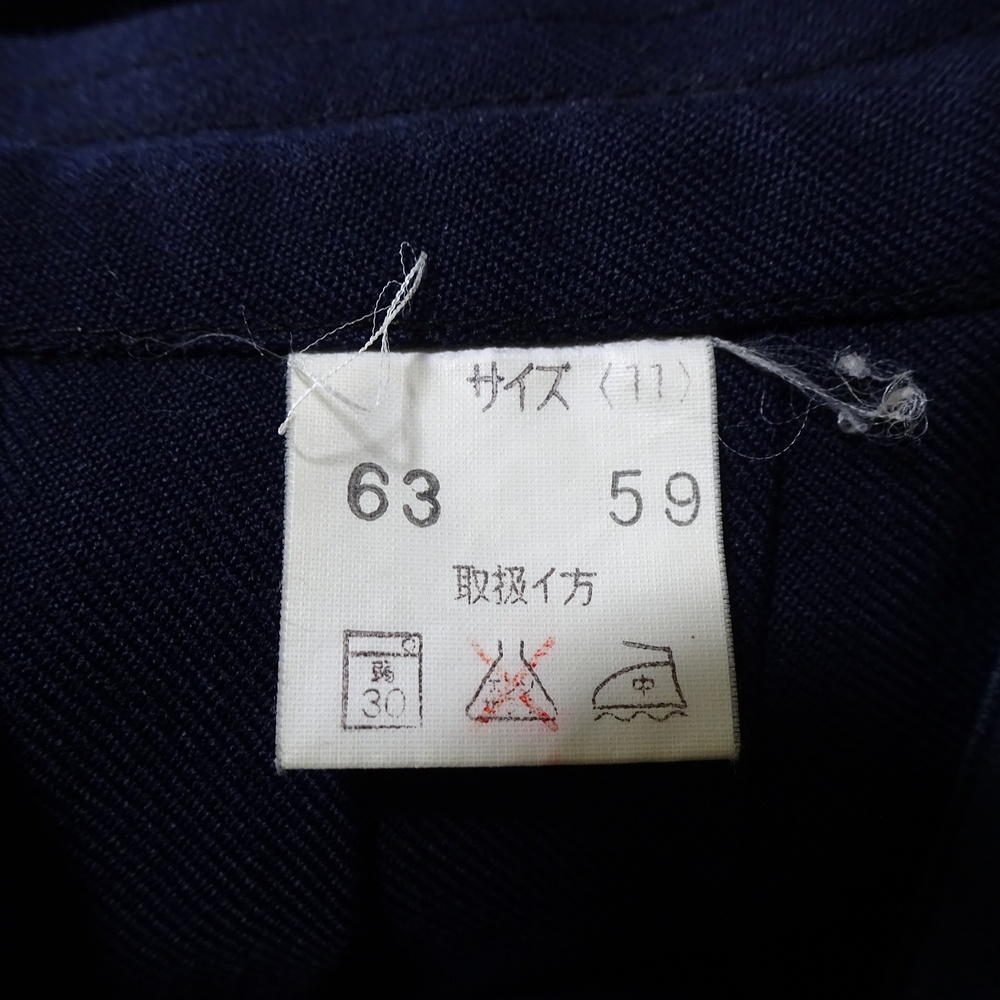 サイズ〈11〉
63 59
取扱イ方
弱 中
30